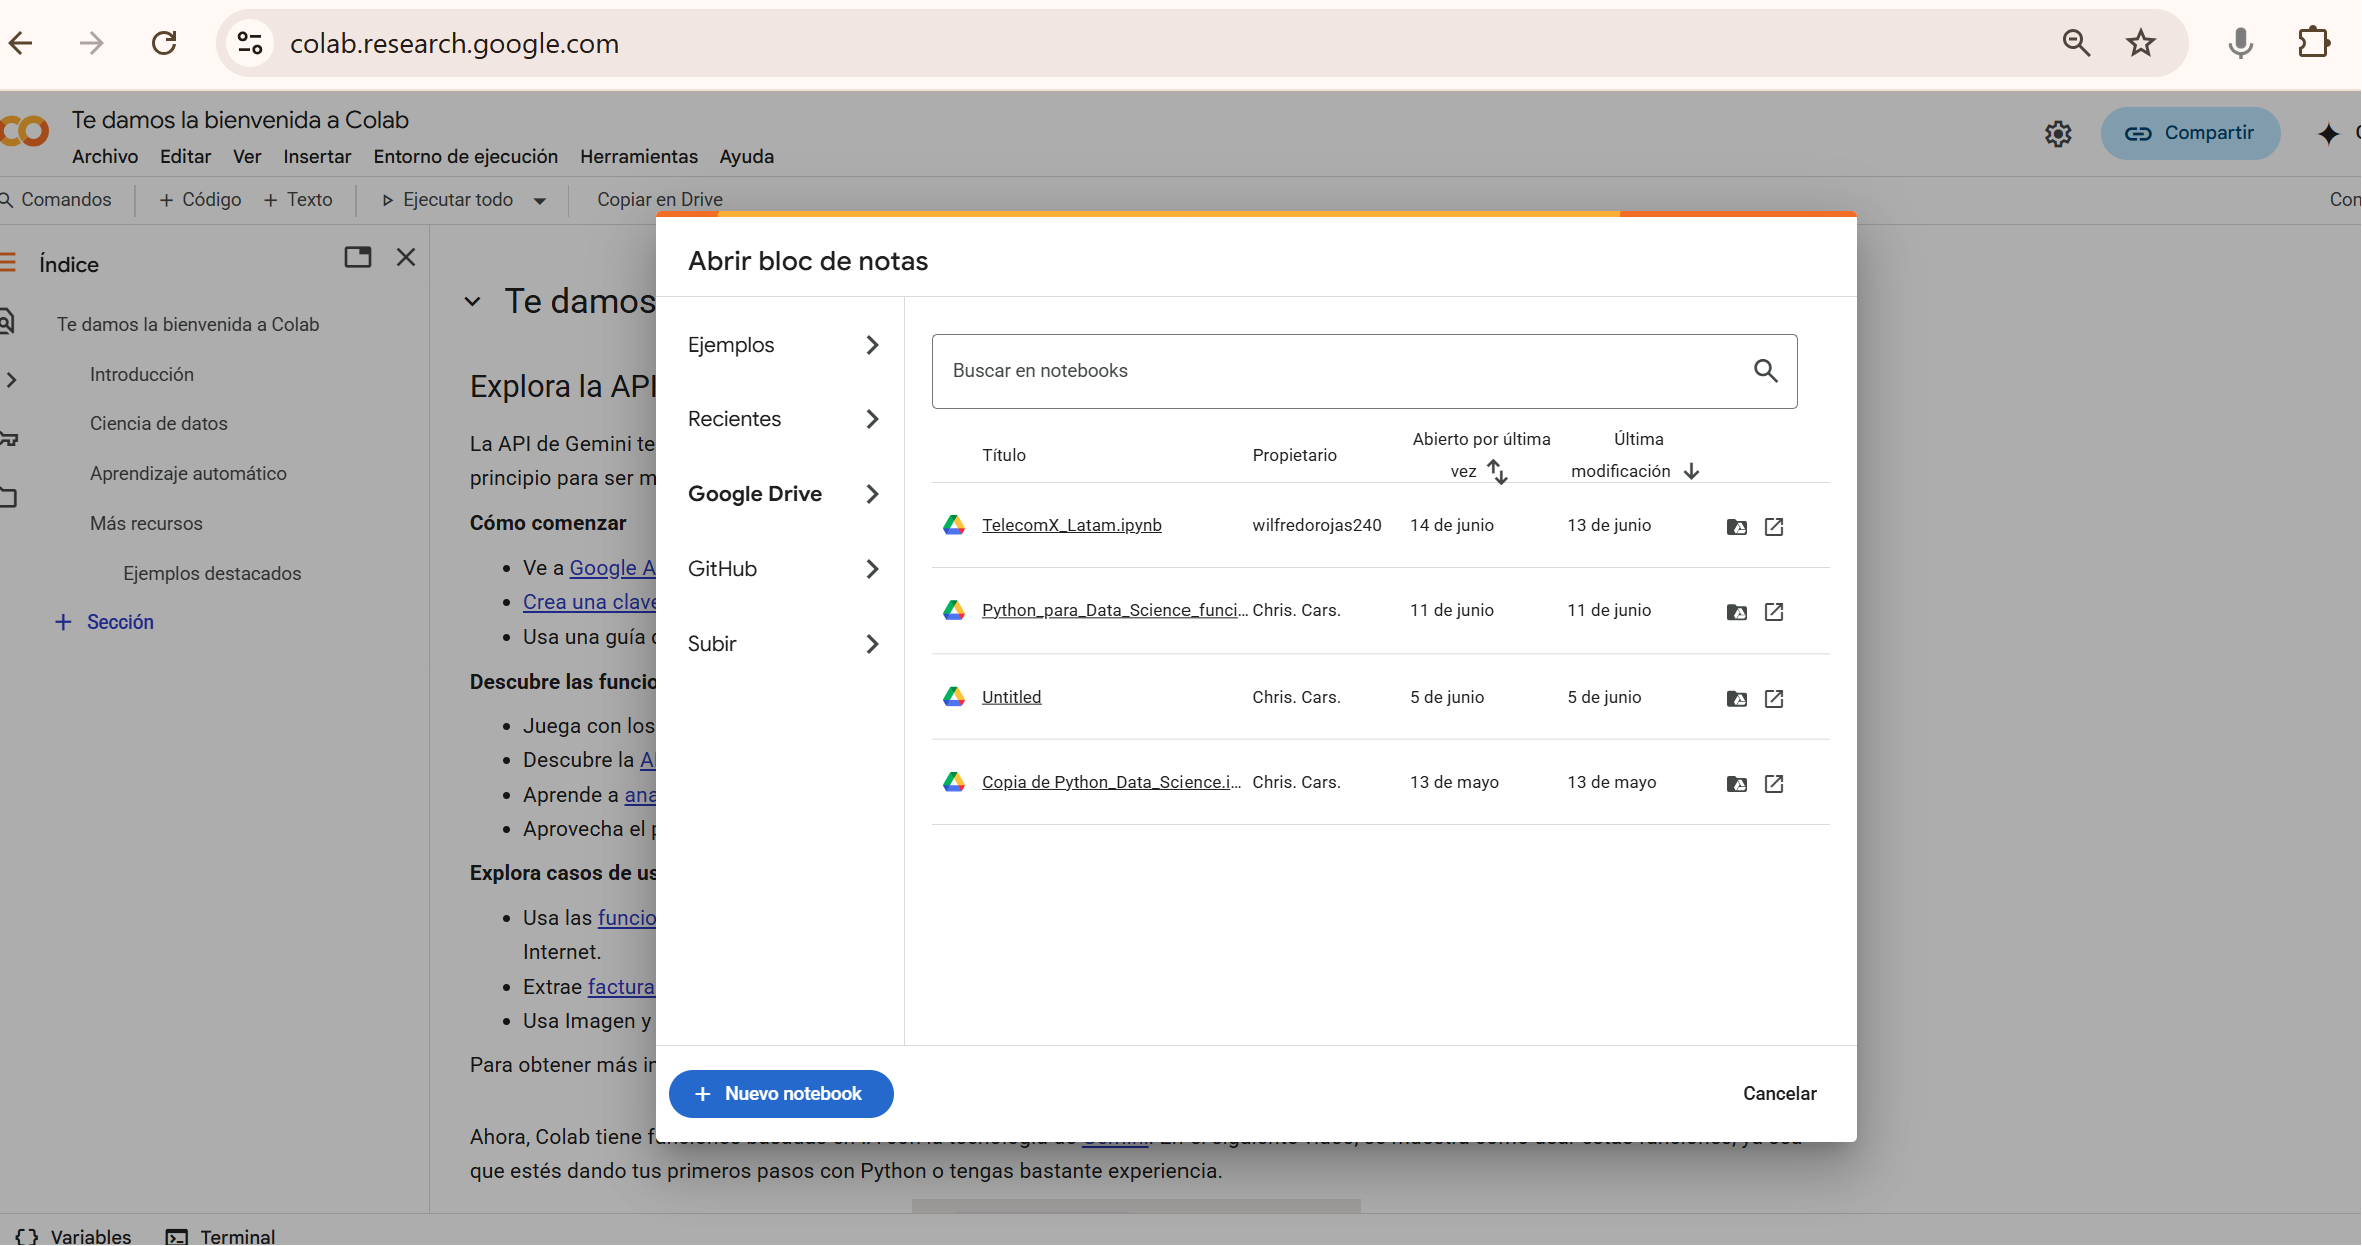 colab.research.google.com
Te damos la bienvenida a Colab
Archivo Editar Ver Insertar Entorno de ejecución Herramientas Ayuda
Compartir
Comandos + Código + Texto Ejecutar todo Copiar en Drive
Índice
Te damos la bienvenida a Colab
Introducción
Ciencia de datos
Aprendizaje automático
Más recursos
Ejemplos destacados
+ Sección
Te damos
Explora la API
La API de Gemini te
principio para ser m
Cómo comenzar
Ve a Google A
Crea una clave
Usa una guía
Descubre las funcio
Juega con los
Descubre la
Aprende a ana
Aprovecha el
Explora casos de us
Usa las funcio
Internet.
Extrae factura
Usa Imagen y
Para obtener más in
Ahora, Colab tiene
que estés dando tus primeros pasos con Python o tengas bastante experiencia.
Abrir bloc de notas
Ejemplos
Recientes
Google Drive
GitHub
Subir
Buscar en notebooks
Título Propietario Abierto por última vez Última modificación
TelecomX_Latam.ipynb wilfredorojas240 14 de junio 13 de junio
Python_para_Data_Science_funci... Chris. Cars. 11 de junio 11 de junio
Untitled Chris. Cars. 5 de junio 5 de junio
Copia de Python_Data_Science.i... Chris. Cars. 13 de mayo 13 de mayo
+ Nuevo notebook
Cancelar
Variables Terminal